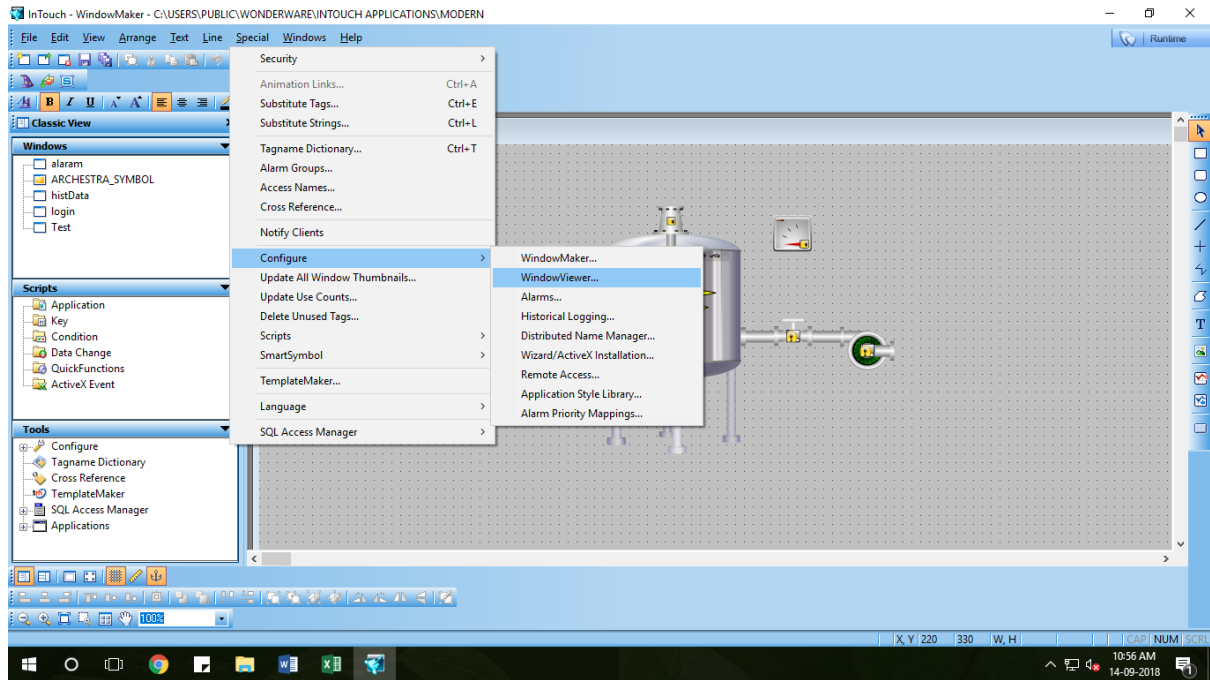 InTouch - WindowMaker - C:\USERS\PUBLIC\WONDERWARE\INTOUCH APPLICATIONS\MODERN
File Edit View Arrange Text Line Special Windows Help
Runtime
B I U A A
Classic View
Windows
alaram
ARCHESTRA_SYMBOL
histData
login
Test
Scripts
Application
Key
Condition
Data Change
QuickFunctions
ActiveX Event
Tools
Configure
Tagname Dictionary
Cross Reference
TemplateMaker
SQL Access Manager
Applications
Security
Animation Links... Ctrl+A
Substitute Tags... Ctrl+E
Substitute Strings... Ctrl+L
Tagname Dictionary... Ctrl+T
Alarm Groups...
Access Names...
Cross Reference...
Notify Clients
Configure
Update All Window Thumbnails...
Update Use Counts...
Delete Unused Tags...
Scripts
SmartSymbol
TemplateMaker...
Language
SQL Access Manager
WindowMaker...
WindowViewer...
Alarms...
Historical Logging...
Distributed Name Manager...
Wizard/ActiveX Installation...
Remote Access...
Application Style Library...
Alarm Priority Mappings...
T
100%
X, Y 220 330 W, H CAP NUM SCRL
10:56 AM
14-09-2018